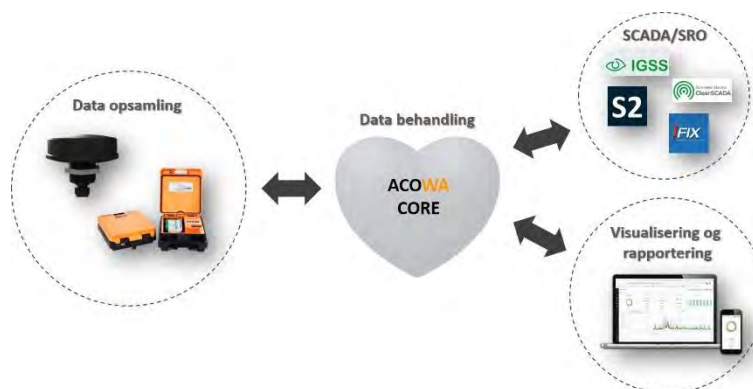 Data opsamling
Data behandling
ACOWA
CORE
SCADA/SRO
IGSS
ClearSCADA
S2
iFIX
Visualisering og
rapportering